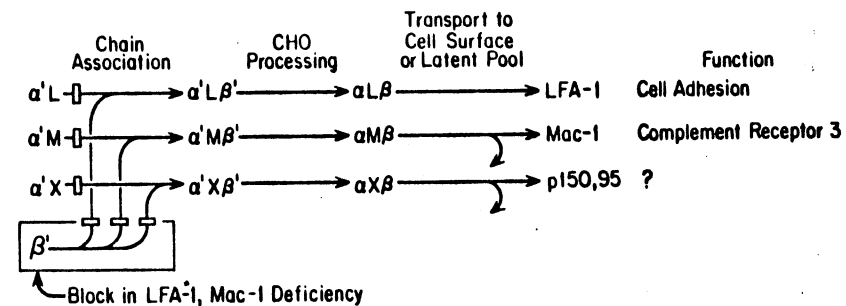 Chain
Association
CHO
Processing
Transport to
Cell Surface
or Latent Pool
Function
α'L α'Lβ' αLβ LFA-1 Cell Adhesion
α'M α'Mβ' αMβ Mac-1 Complement Receptor 3
α'X α'Xβ' αXβ p150,95 ?
β'
Block in LFA-1, Mac-1 Deficiency